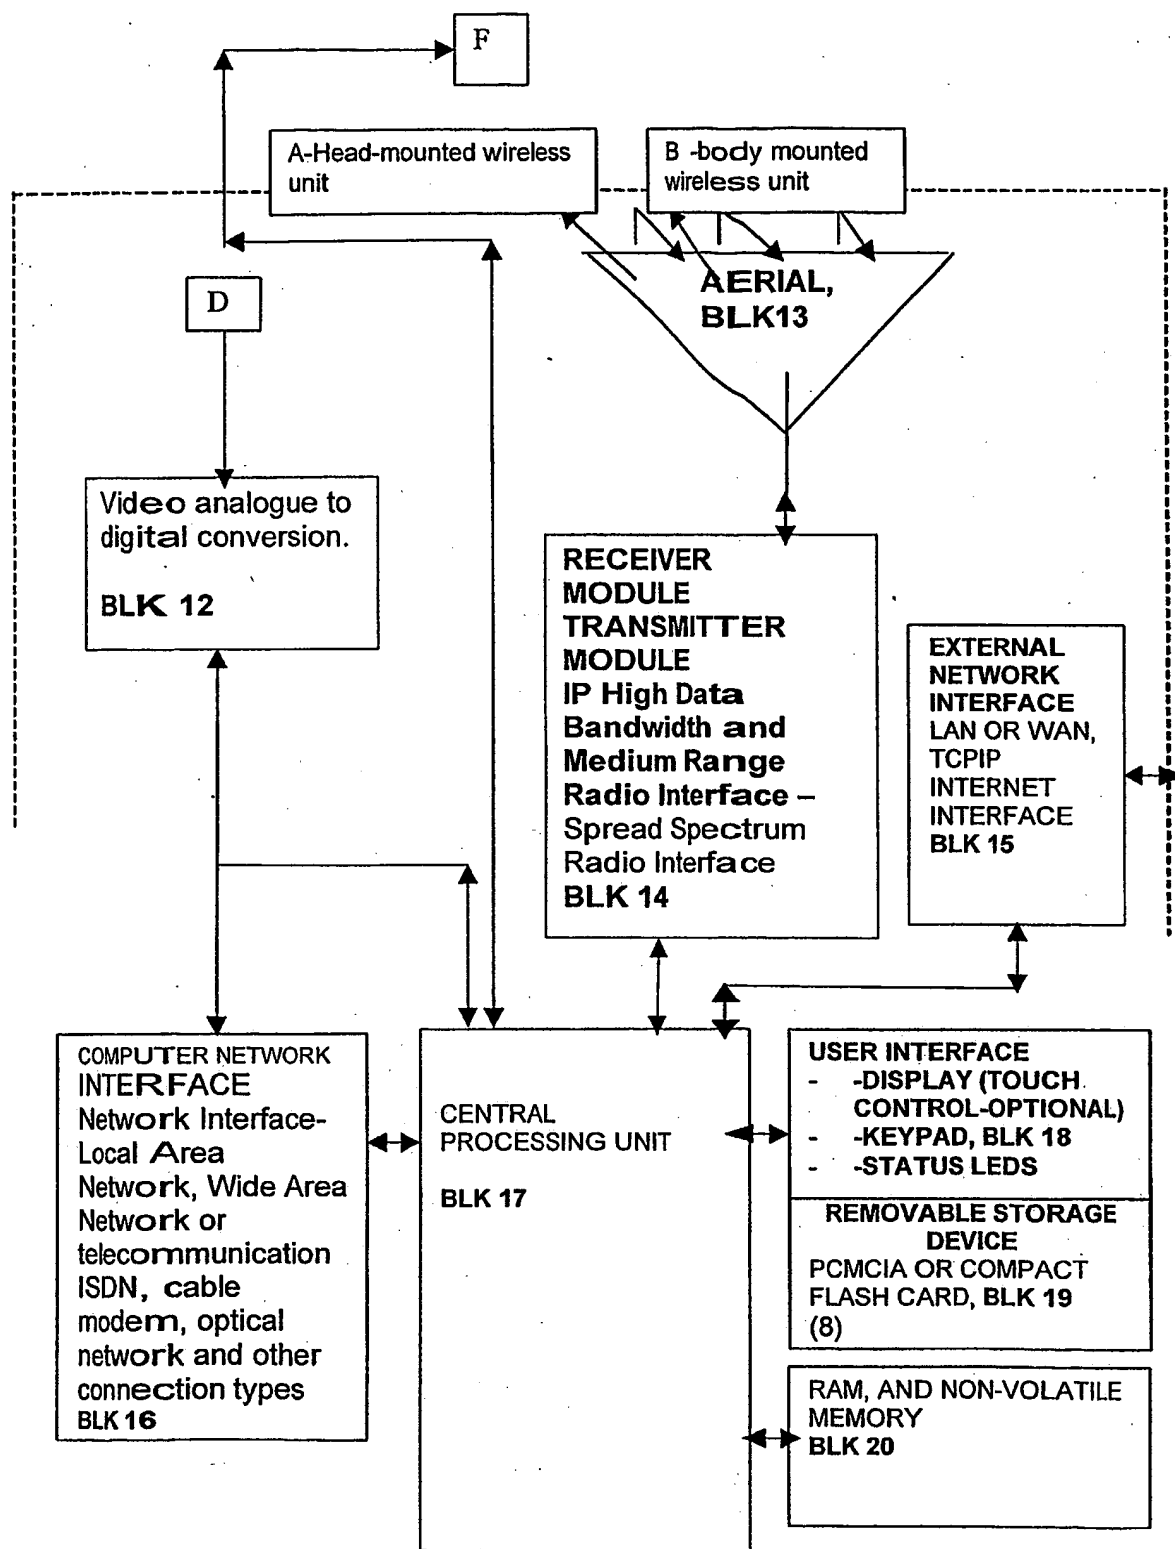 F
A-Head-mounted wireless
unit
B -body mounted
wireless unit
D
AERIAL,
BLK13
Video analogue to
digital conversion.
BLK 12
RECEIVER
MODULE
TRANSMITTER
MODULE
IP High Data
Bandwidth and
Medium Range
Radio Interface –
Spread Spectrum
Radio Interface
BLK 14
EXTERNAL
NETWORK
INTERFACE
LAN OR WAN,
TCPIP
INTERNET
INTERFACE
BLK 15
COMPUTER NETWORK
INTERFACE
Network Interface-
Local Area
Network, Wide Area
Network or
telecommunication
ISDN, cable
modem, optical
network and other
connection types
BLK 16
CENTRAL
PROCESSING UNIT
BLK 17
USER INTERFACE
- -DISPLAY (TOUCH
CONTROL-OPTIONAL)
- -KEYPAD, BLK 18
- -STATUS LEDS
REMOVABLE STORAGE
DEVICE
PCMCIA OR COMPACT
FLASH CARD, BLK 19
(8)
RAM, AND NON-VOLATILE
MEMORY
BLK 20